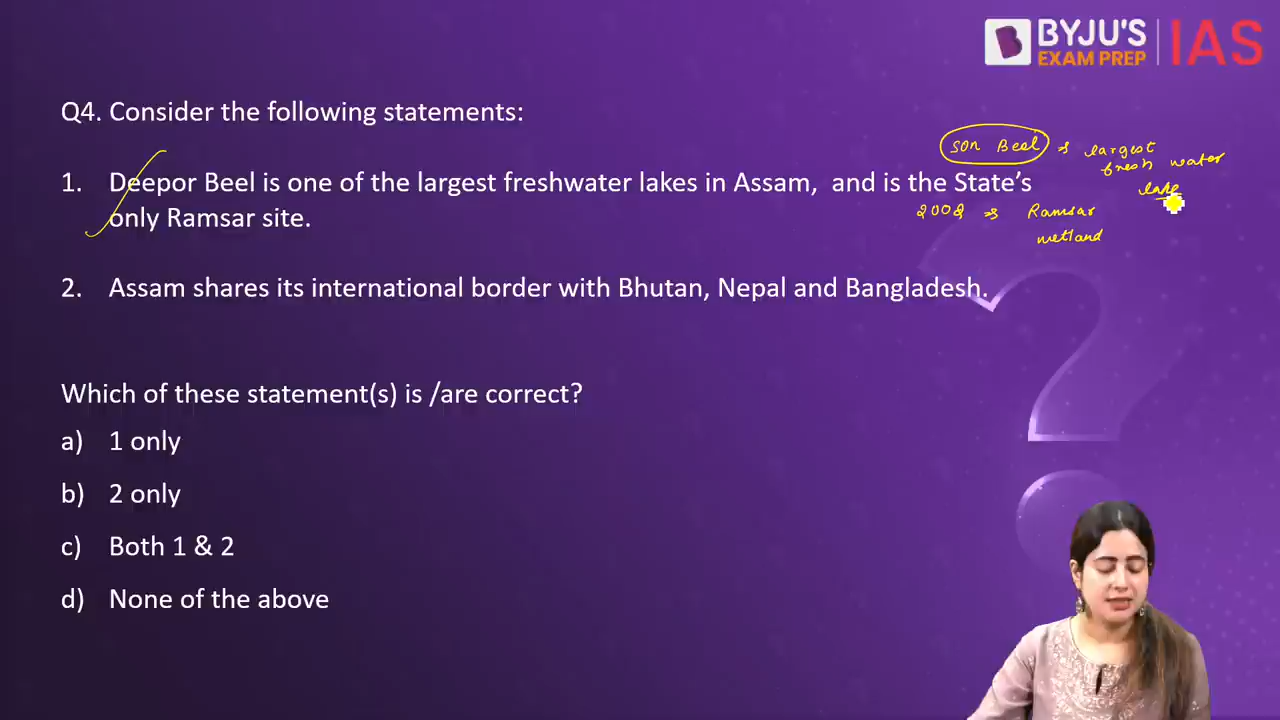 BYJU'S IAS
EXAM PREP
Q4. Consider the following statements:
son Beel ⇒ largest
fresh water
lake
1. Deepor Beel is one of the largest freshwater lakes in Assam, and is the State's
only Ramsar site.
2002 ⇒ Ramsar
wetland
2. Assam shares its international border with Bhutan, Nepal and Bangladesh.
Which of these statement(s) is /are correct?
a) 1 only
b) 2 only
c) Both 1 & 2
d) None of the above